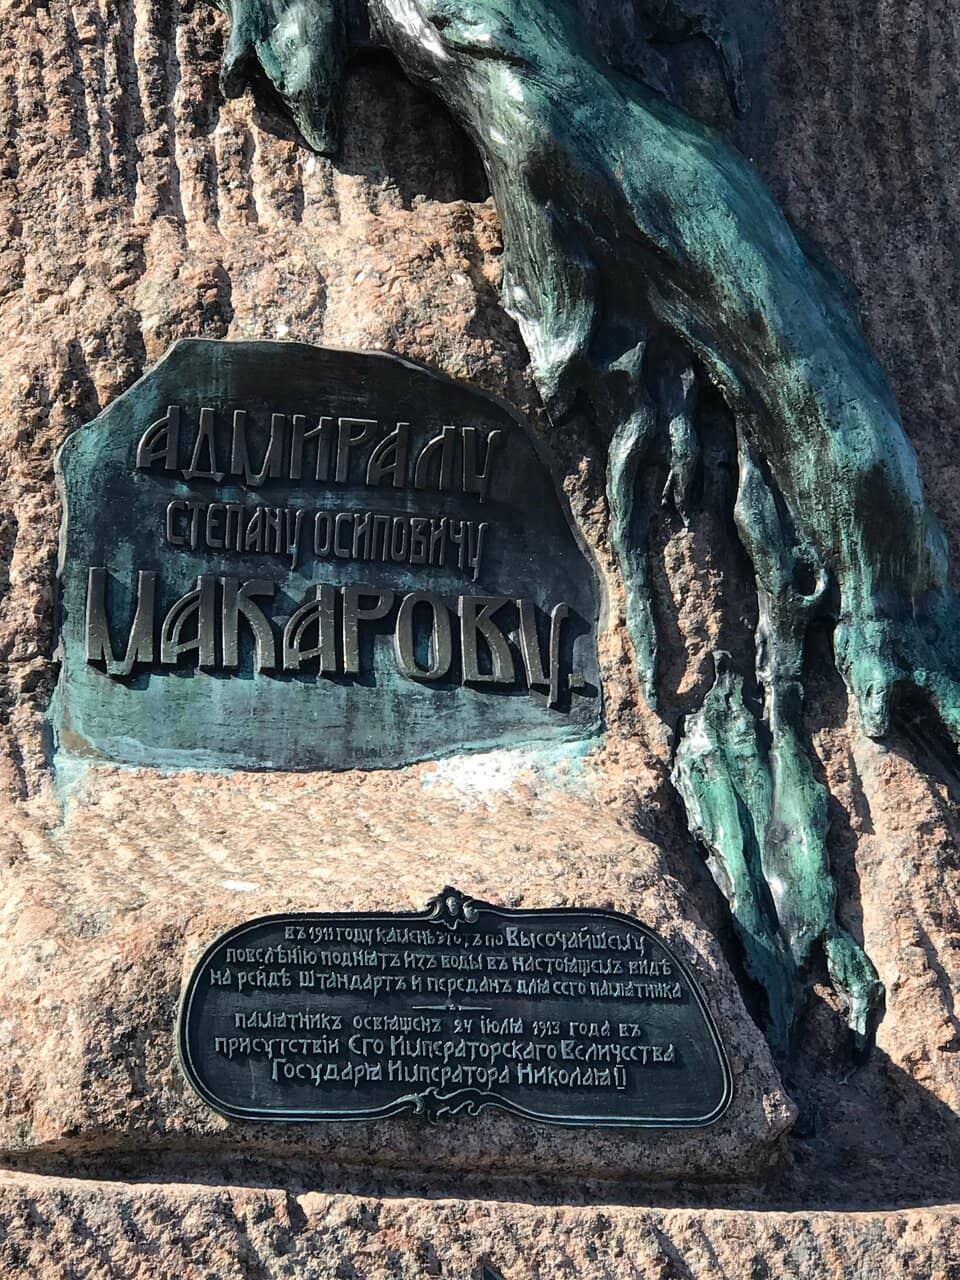 АДМИРАЛУ
СТЕПАНУ ОСИПОВИЧУ
МАКАРОВУ.
Въ 1911 году камень этотъ по Высочайшему
повелѣнію поднятъ изъ воды въ настоящемъ видѣ
на рейдѣ Штандартъ и переданъ для сего памятника
Памятникъ освященъ 24 іюля 1913 года въ
присутствіи Его Императорскаго Величества
Государя Императора Николая II